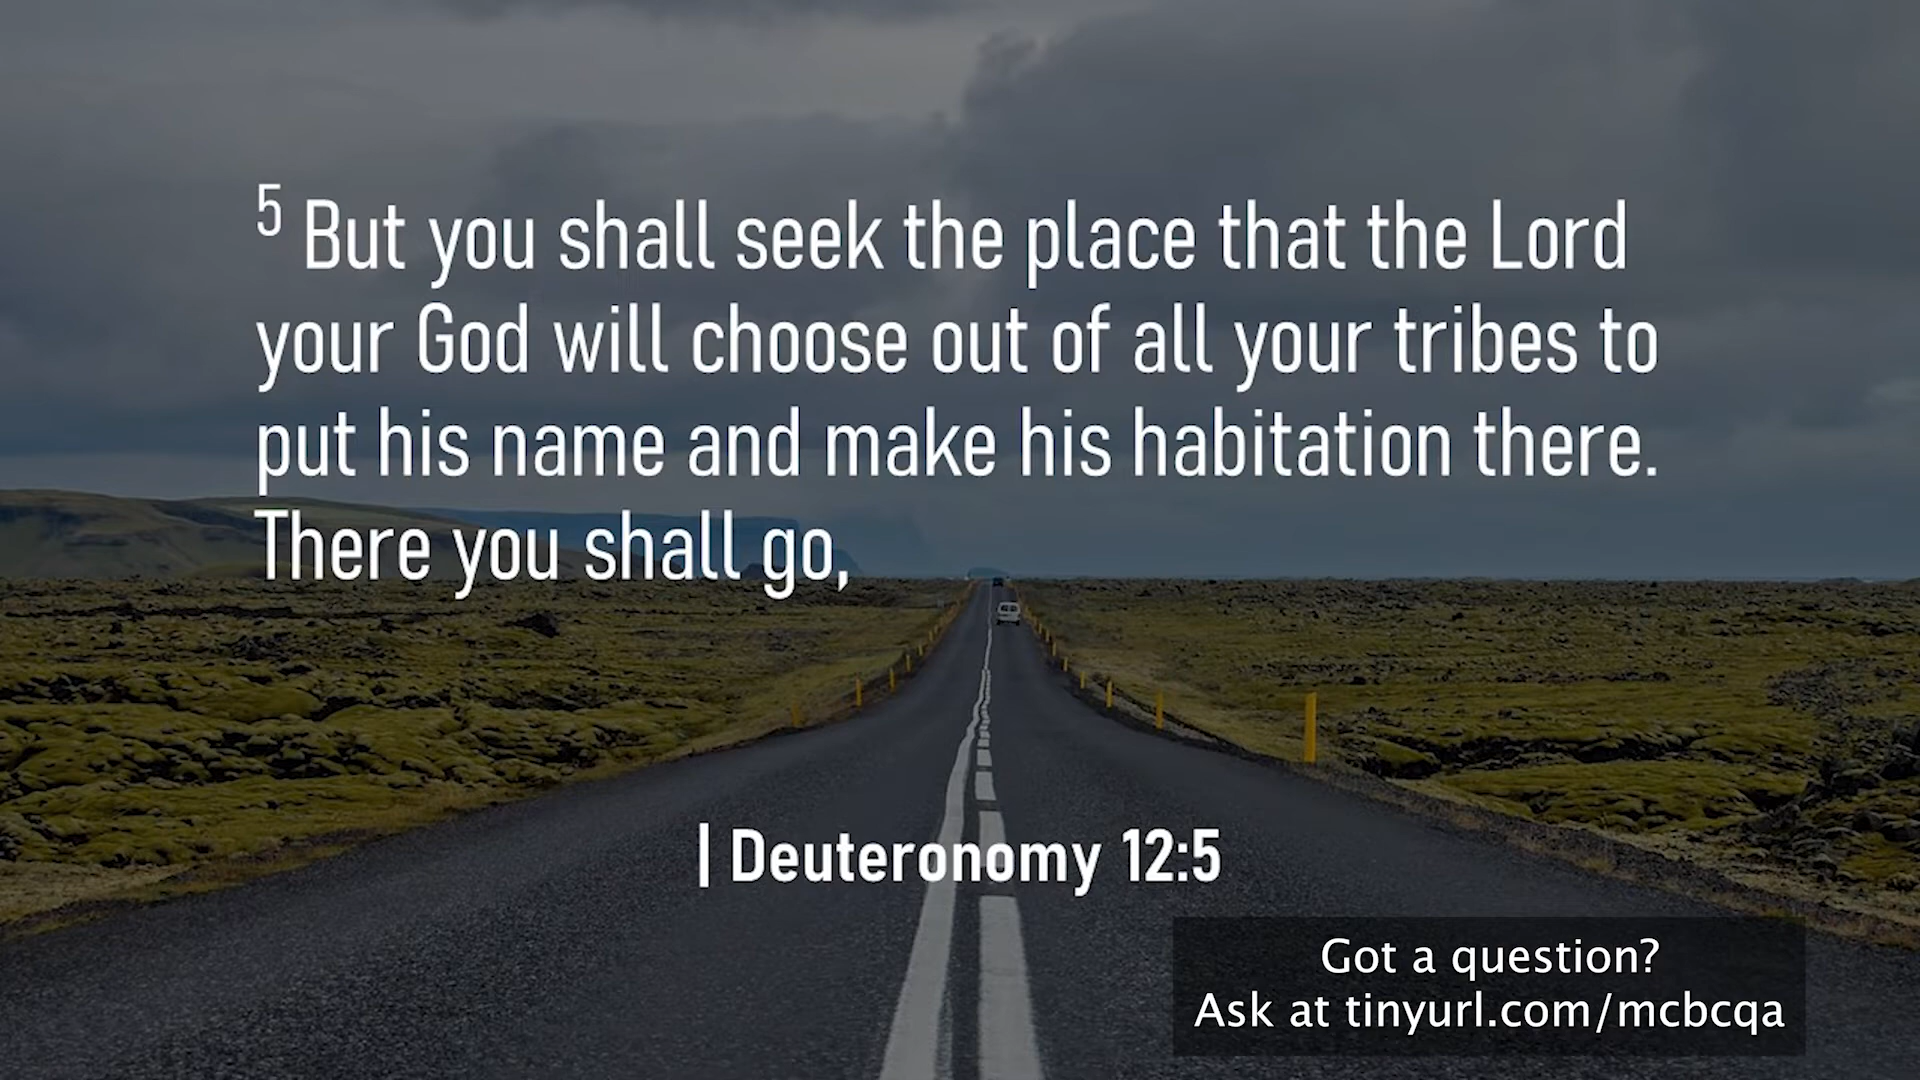 5 But you shall seek the place that the Lord
your God will choose out of all your tribes to
put his name and make his habitation there.
There you shall go,
| Deuteronomy 12:5
Got a question?
Ask at tinyurl.com/mcbcqa